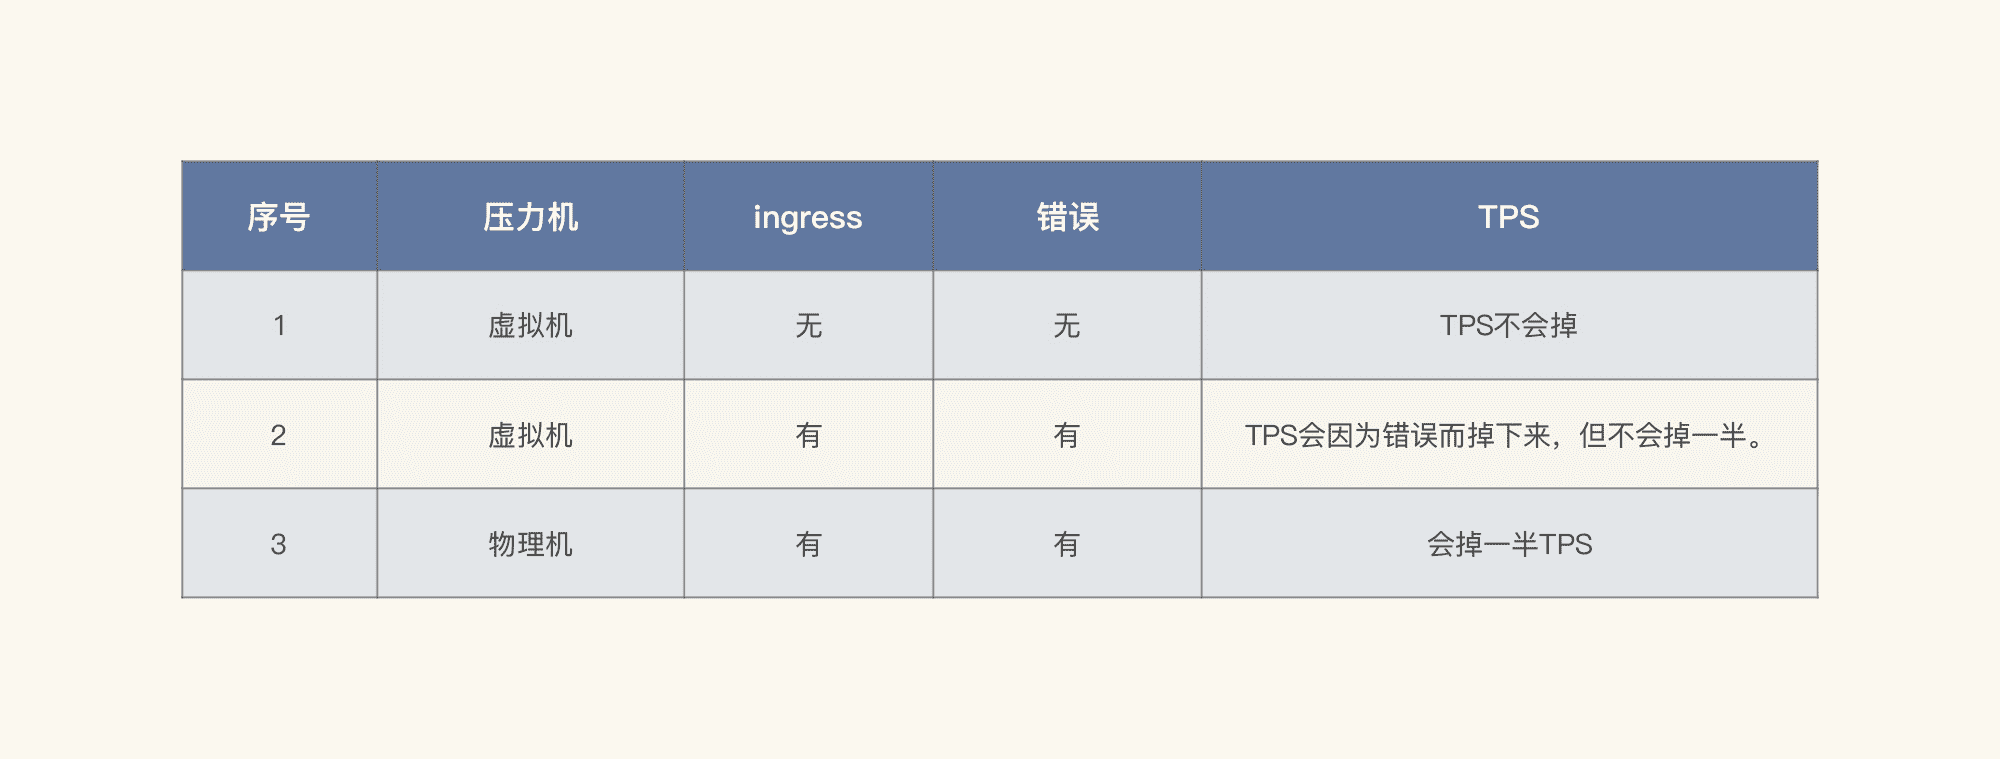 序号 压力机 ingress 错误 TPS
1 虚拟机 无 无 TPS不会掉
2 虚拟机 有 有 TPS会因为错误而掉下来，但不会掉一半。
3 物理机 有 有 会掉一半TPS